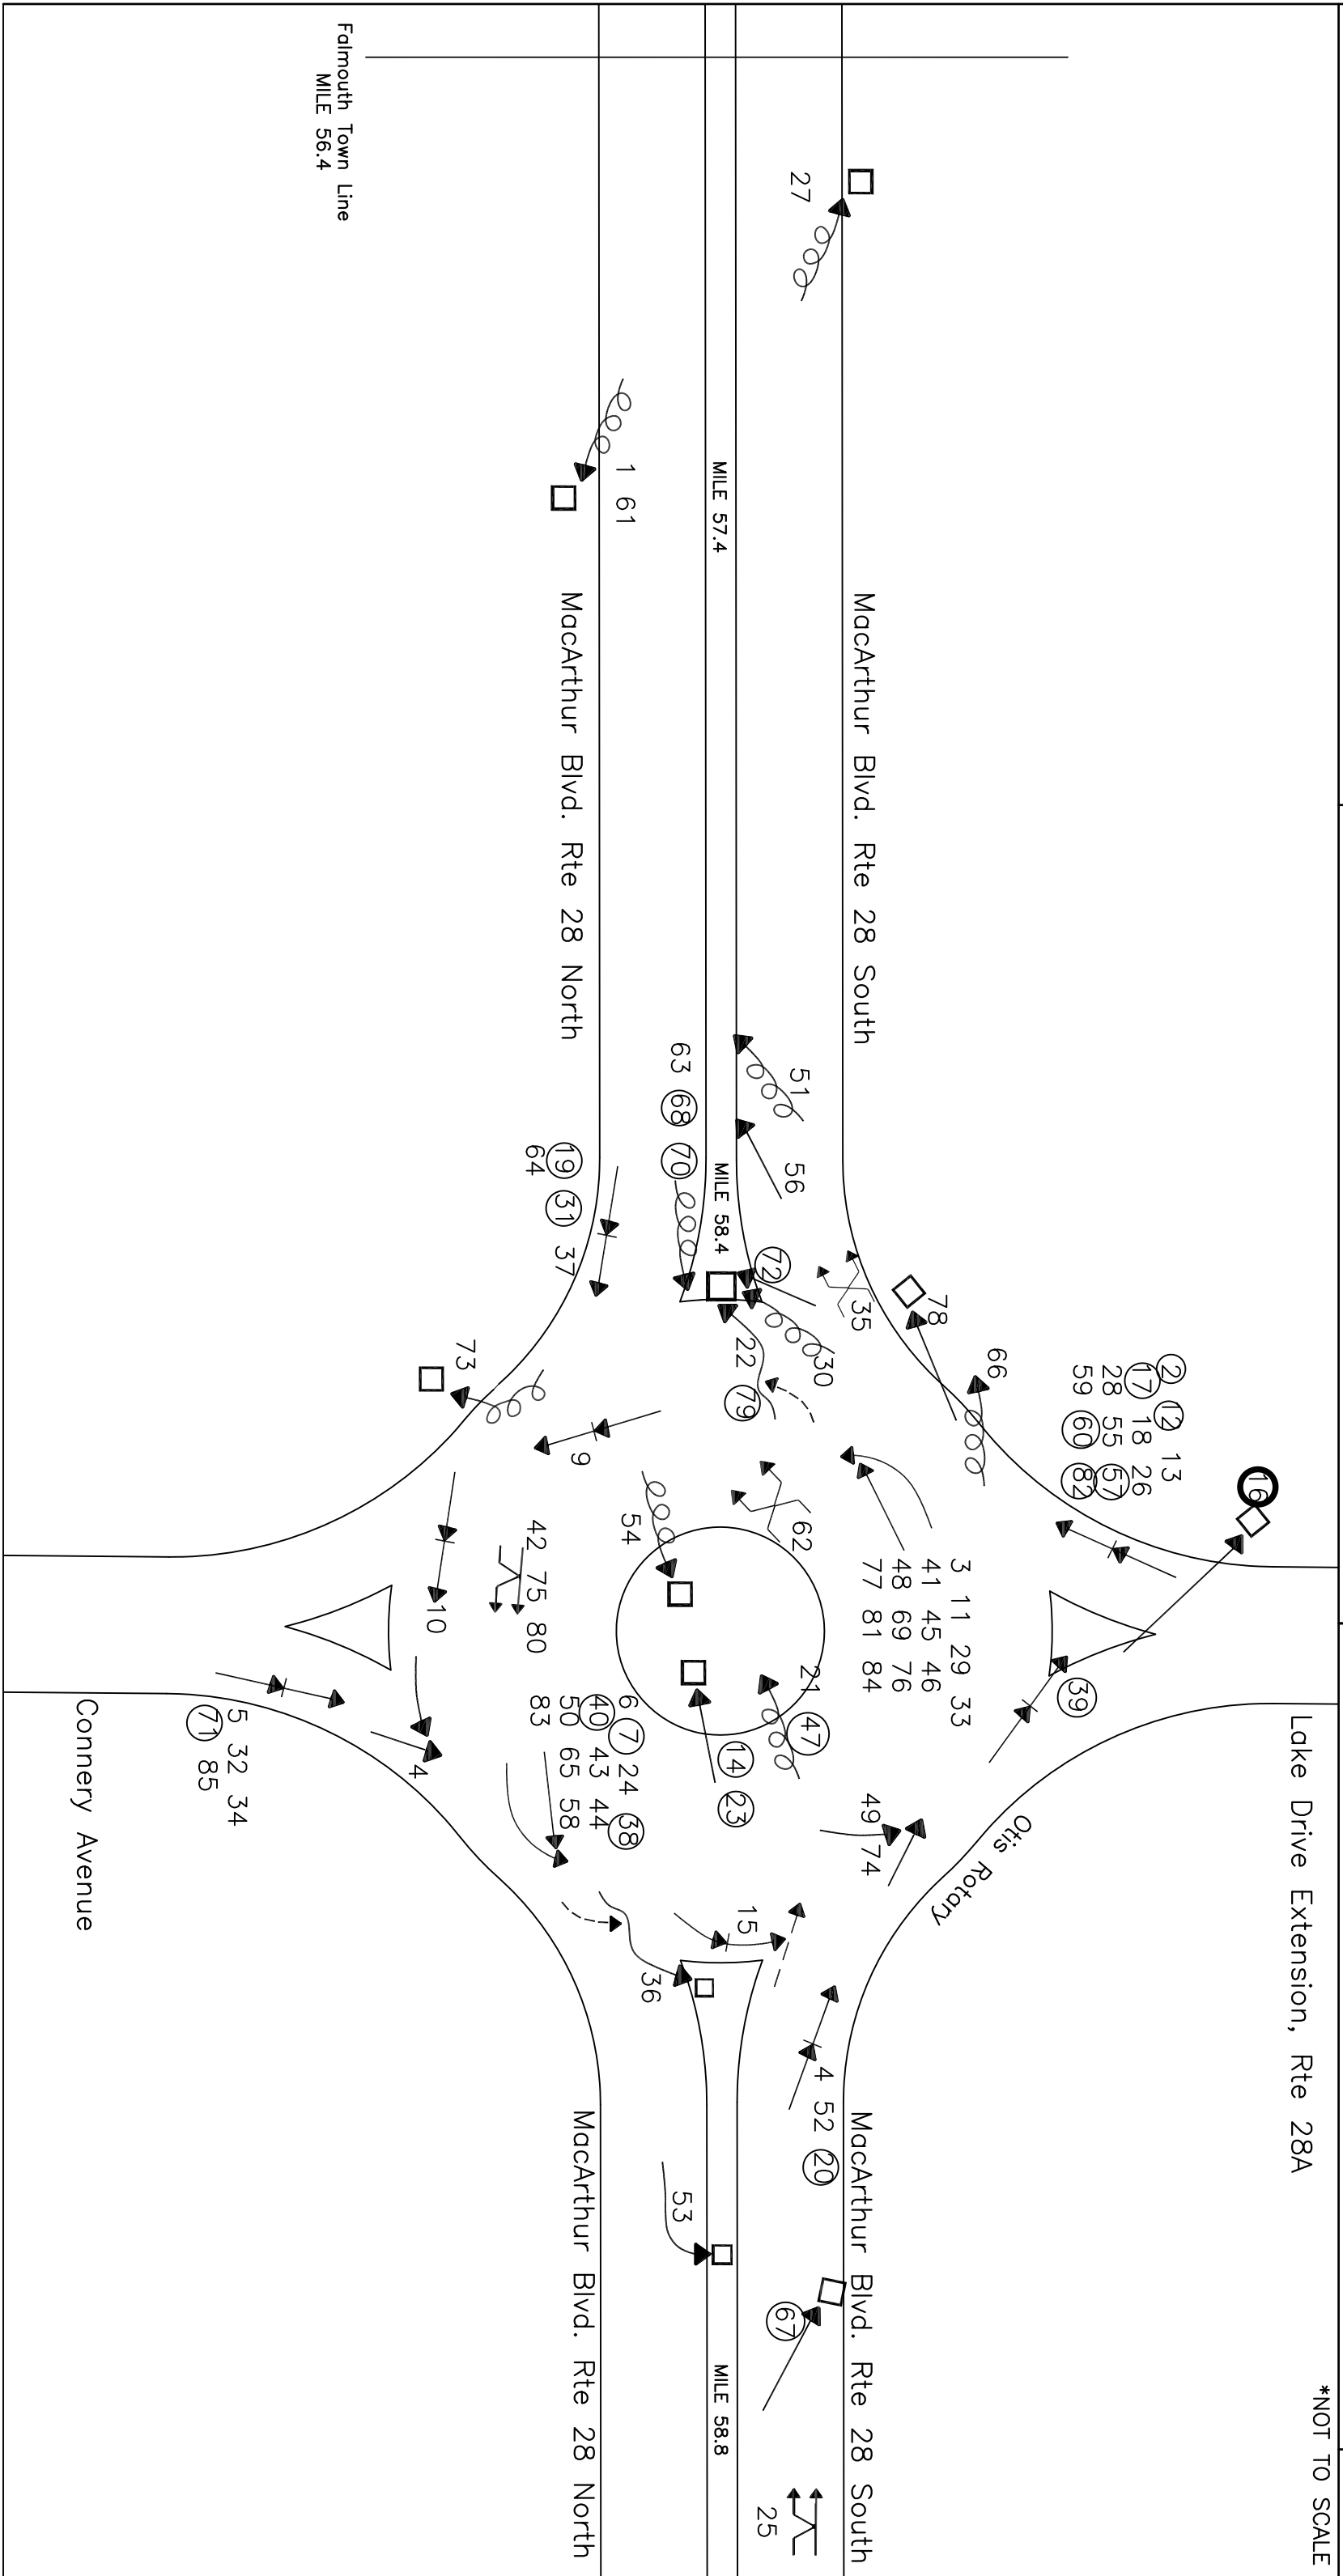 *NOT TO SCALE
Lake Drive Extension, Rte 28A
Otis Rotary
16
2 12 13
17 18 26
28 55 57
59 60 82
66
78
39
3 11 29 33
41 45 46
48 69 76
77 81 84
27
MacArthur Blvd. Rte 28 South
35
49 74
MacArthur Blvd. Rte 28 South
4 52 20
51
56
72
30
62
21 47
67
25
22 79
14 23
15
MILE 57.4
MILE 58.4
MILE 58.8
63 68 70
54
36
53
1 61
6 7 24 38
40 43 44
50 65 58
83
MacArthur Blvd. Rte 28 North
MacArthur Blvd. Rte 28 North
19 31 37
64
9
42 75 80
73
10
4
Falmouth Town Line
MILE 56.4
5 32 34
71 85
Connery Avenue